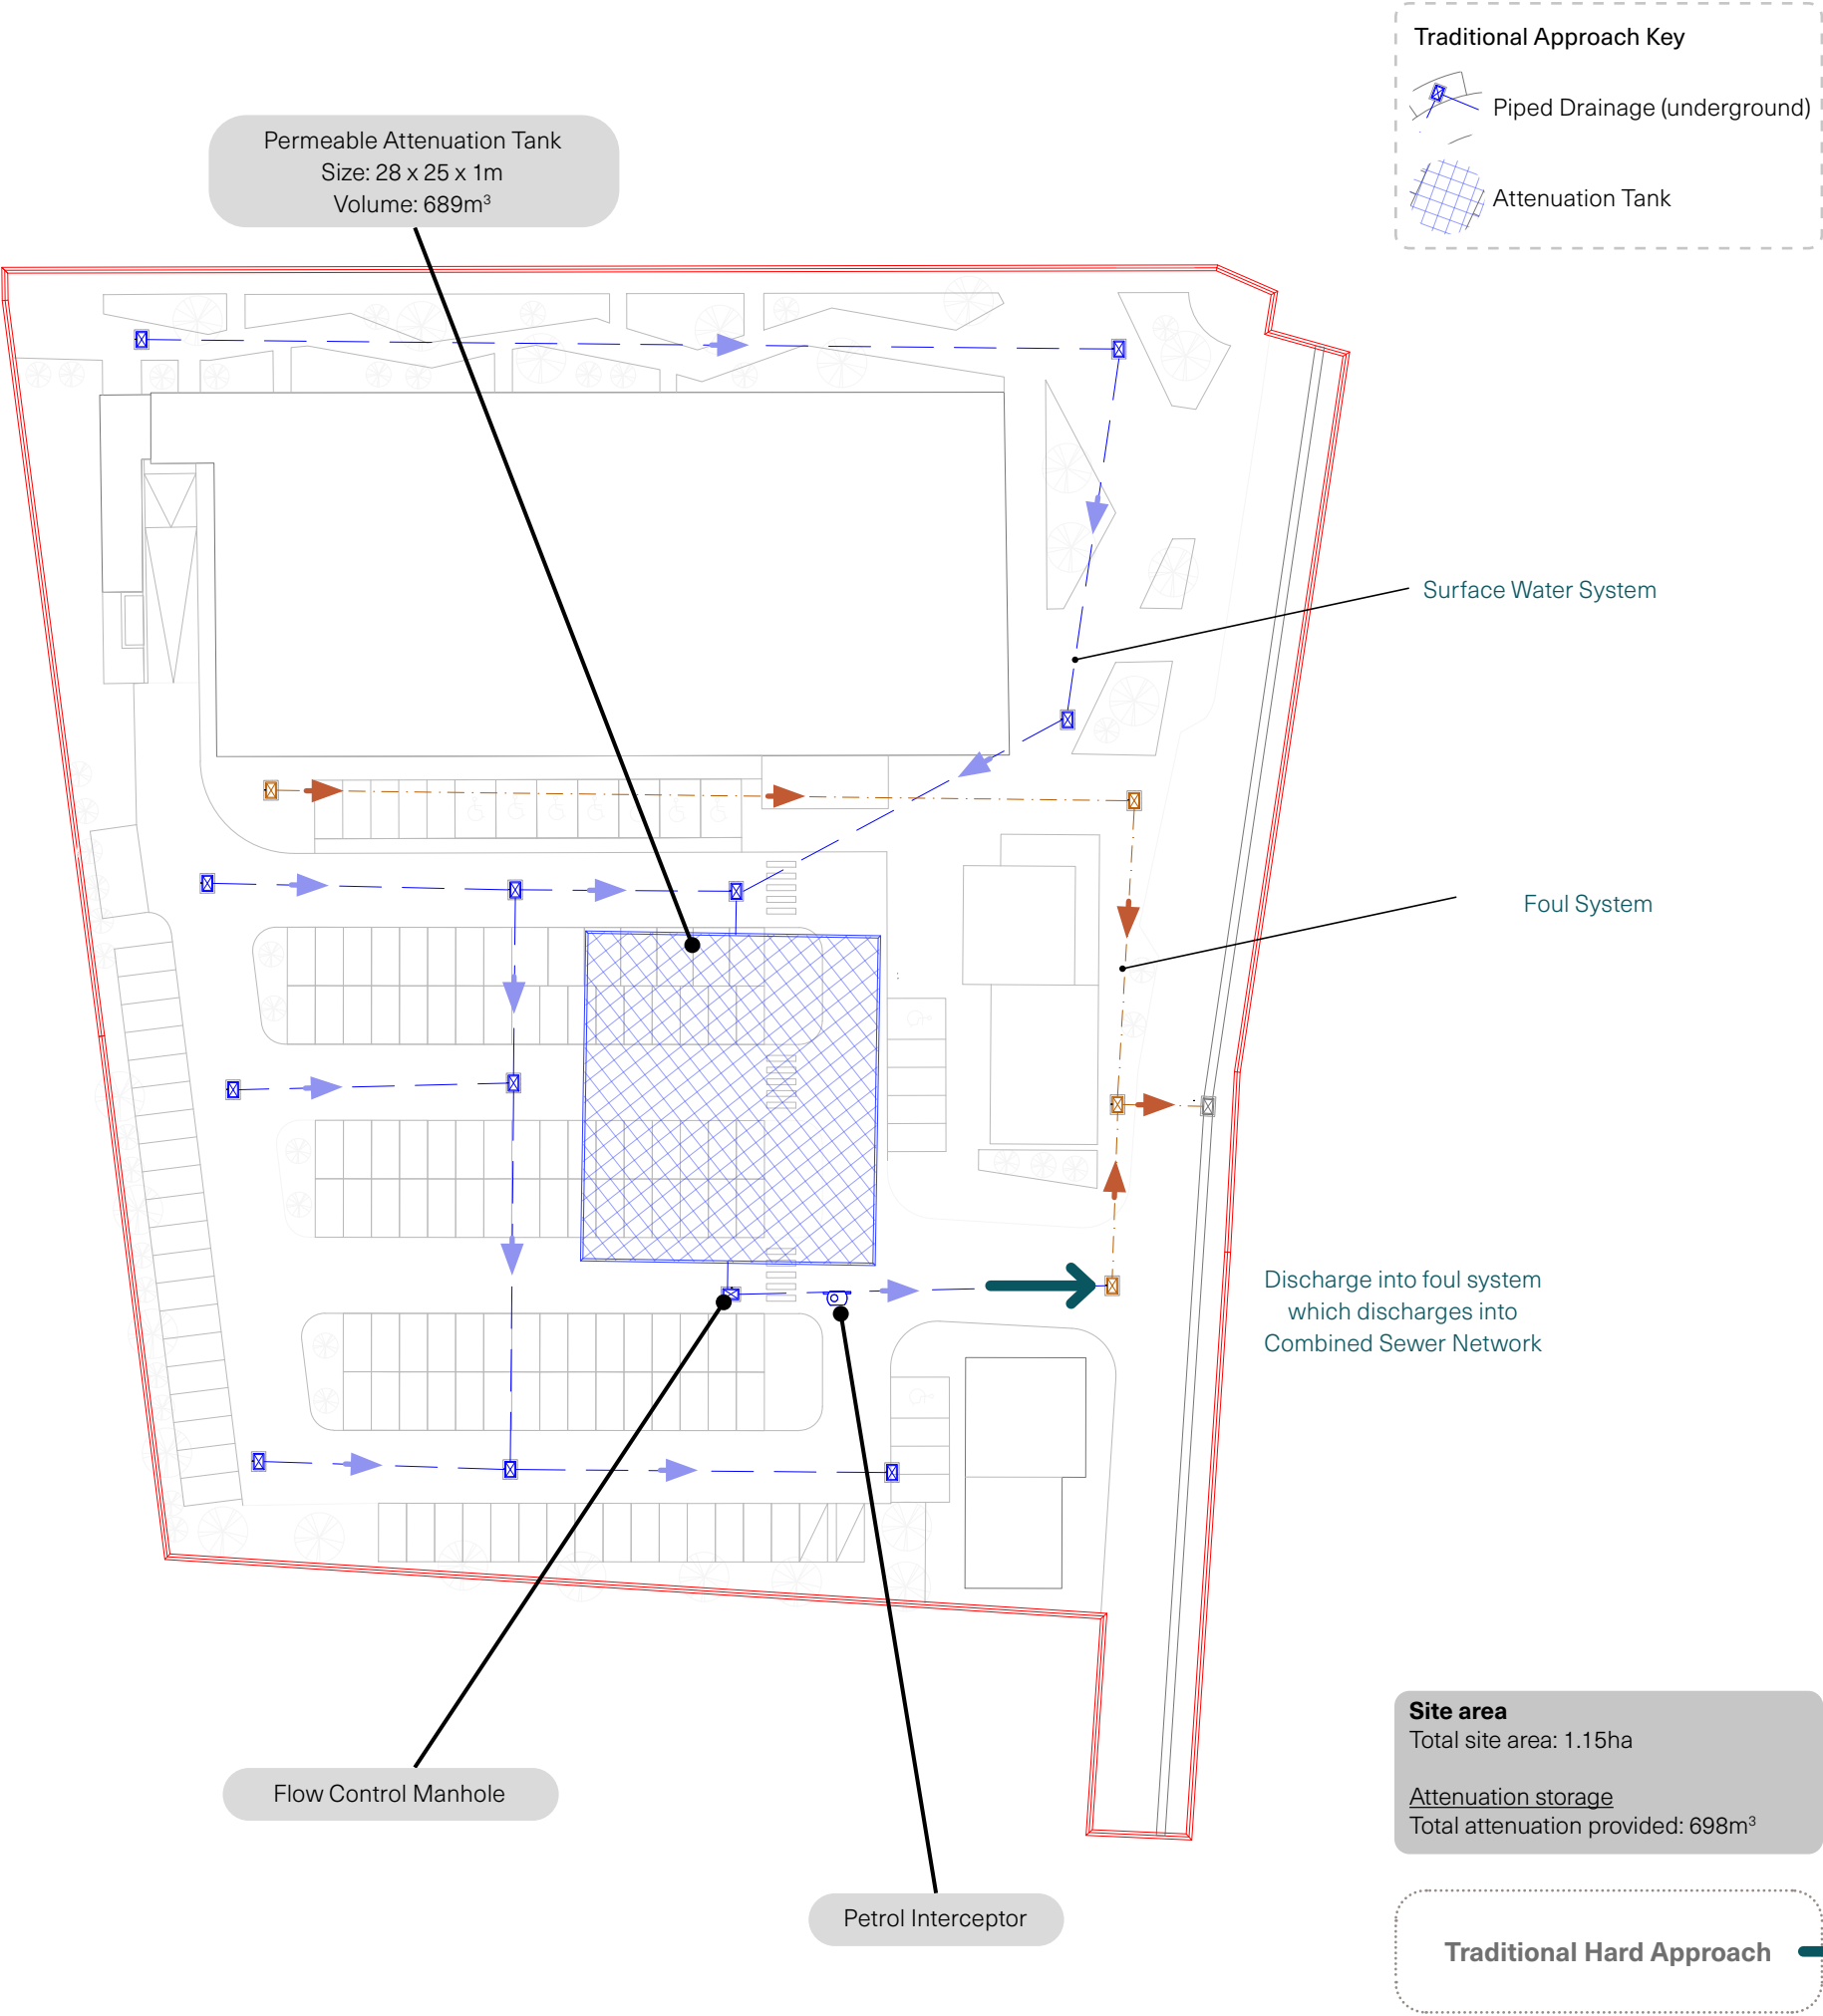 Traditional Approach Key
Piped Drainage (underground)
Attenuation Tank
Permeable Attenuation Tank
Size: 28 x 25 x 1m
Volume: 689m³
Surface Water System
Foul System
Discharge into foul system
which discharges into
Combined Sewer Network
Flow Control Manhole
Petrol Interceptor
Site area
Total site area: 1.15ha
Attenuation storage
Total attenuation provided: 698m³
Traditional Hard Approach